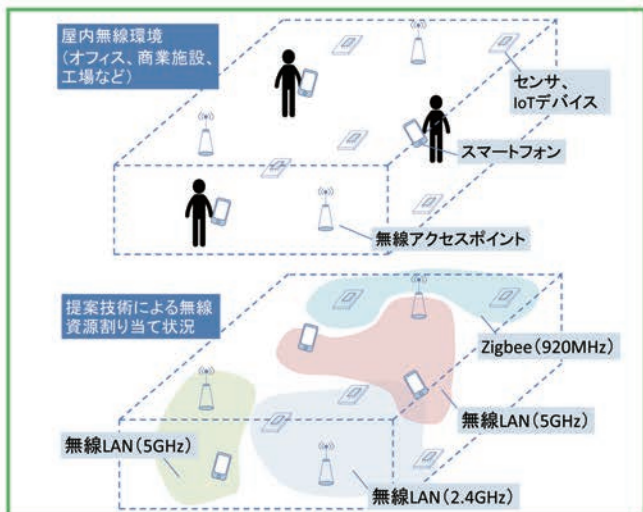 屋内無線環境
(オフィス、商業施設、
工場など)
センサ、
IoTデバイス
スマートフォン
無線アクセスポイント
提案技術による無線
資源割り当て状況
Zigbee(920MHz)
無線LAN(5GHz)
無線LAN(5GHz)
無線LAN(2.4GHz)